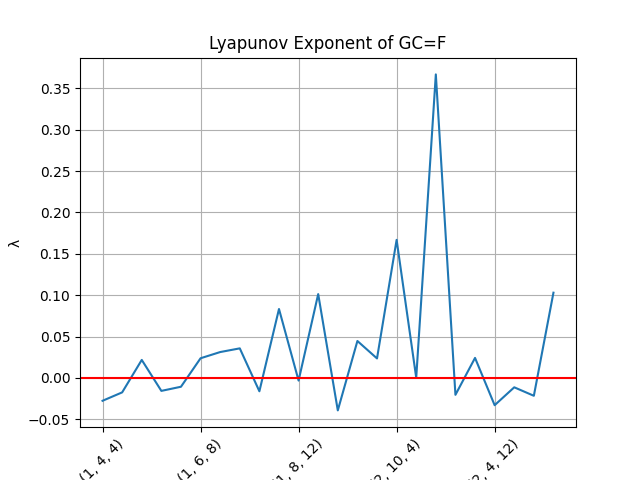 Lyapunov Exponent of GC=F
0.35
0.30
0.25
0.20
0.15
0.10
0.05
0.00
−0.05
λ
(1, 4, 4)
(1, 6, 8)
1, 8, 12)
2, 10, 4)
2, 4, 12)